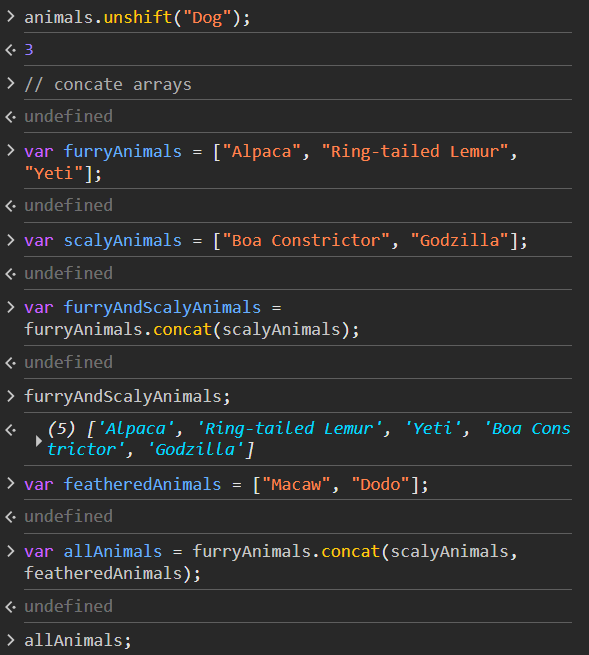 > animals.unshift("Dog");
<· 3
> // concate arrays
<· undefined
> var furryAnimals = ["Alpaca", "Ring-tailed Lemur",
"Yeti"];
<· undefined
> var scalyAnimals = ["Boa Constrictor", "Godzilla"];
<· undefined
> var furryAndScalyAnimals =
furryAnimals.concat(scalyAnimals);
<· undefined
> furryAndScalyAnimals;
<· ▸ (5) ['Alpaca', 'Ring-tailed Lemur', 'Yeti', 'Boa Cons
trictor', 'Godzilla']
> var featheredAnimals = ["Macaw", "Dodo"];
<· undefined
> var allAnimals = furryAnimals.concat(scalyAnimals,
featheredAnimals);
<· undefined
> allAnimals;